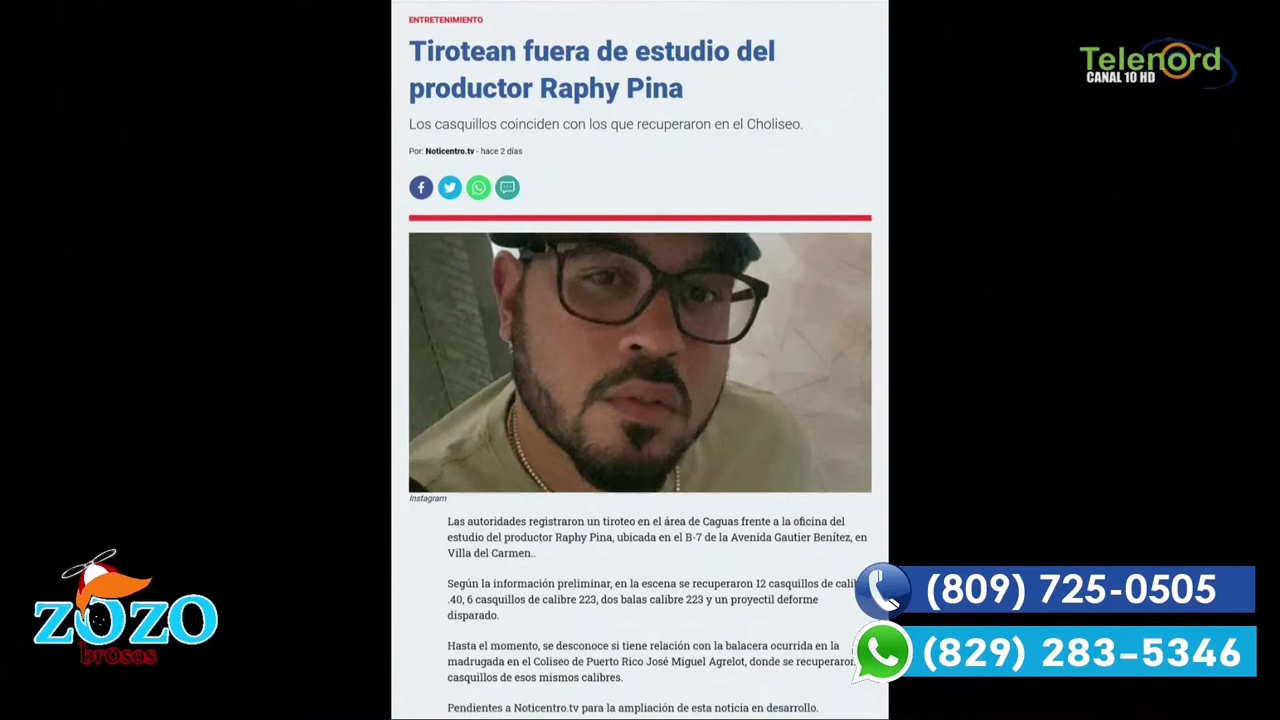 ENTRETENIMIENTO
Tirotean fuera de estudio del
productor Raphy Pina
Los casquillos coinciden con los que recuperaron en el Choliseo.
Por: Noticentro.tv - hace 2 días
Instagram
Las autoridades registraron un tiroteo en el área de Caguas frente a la oficina del
estudio del productor Raphy Pina, ubicada en el B-7 de la Avenida Gautier Benítez, en
Villa del Carmen..
Según la información preliminar, en la escena se recuperaron 12 casquillos de calib
.40, 6 casquillos de calibre 223, dos balas calibre 223 y un proyectil deforme
disparado.
Hasta el momento, se desconoce si tiene relación con la balacera ocurrida en la
madrugada en el Coliseo de Puerto Rico José Miguel Agrelot, donde se recuperaron
casquillos de esos mismos calibres.
Pendientes a Noticentro.tv para la ampliación de esta noticia en desarrollo.
Telenord
CANAL 10 HD
ZOZO
brosos
(809) 725-0505
(829) 283-5346